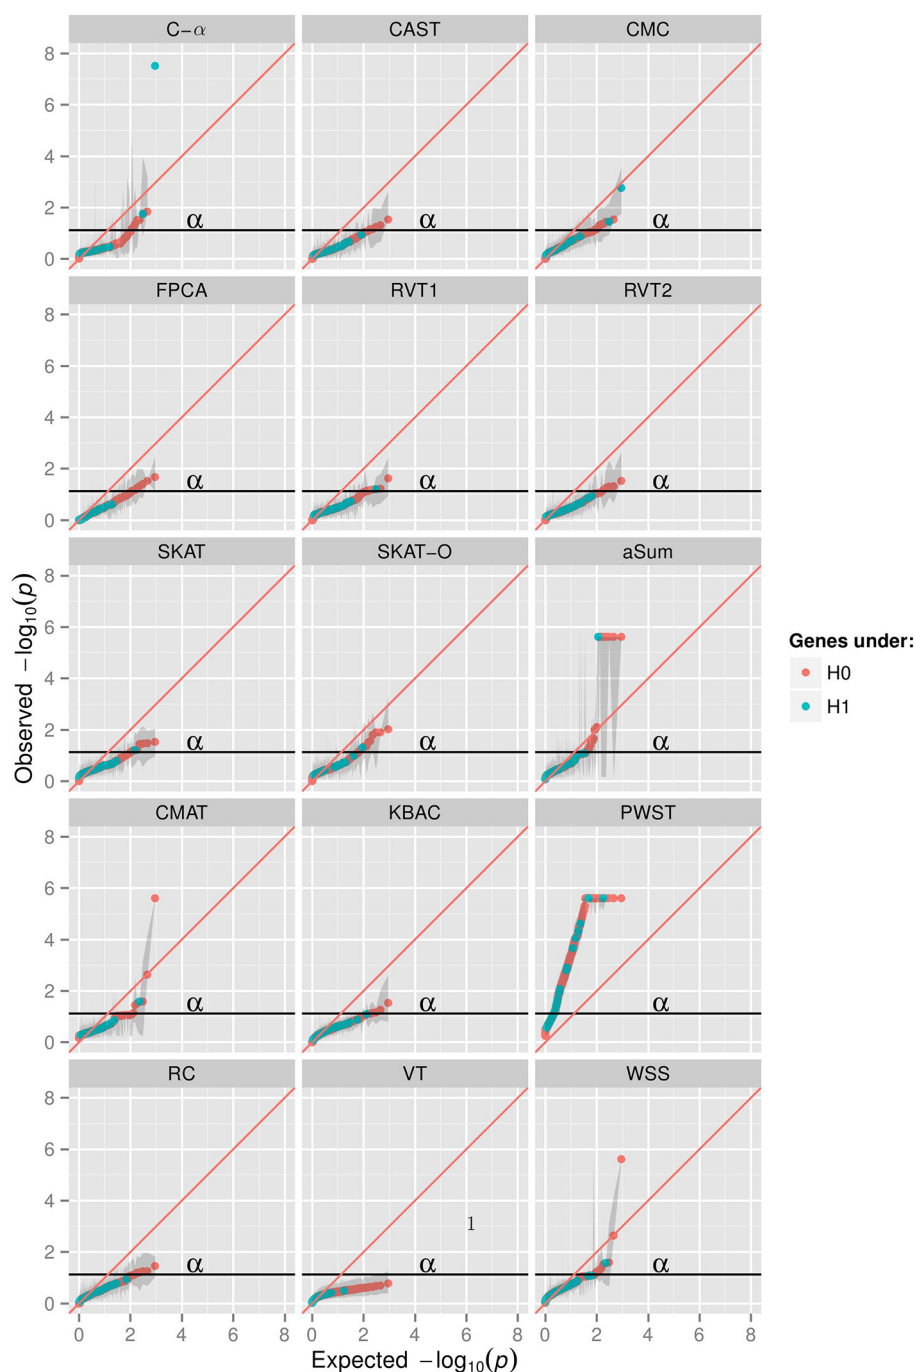 C−α CAST CMC
8
6
4
2
0
α α α
FPCA RVT1 RVT2
8
6
4
2
0
α α α
SKAT SKAT−O aSum
8
6
4
2
0
α α α
Observed −log10(p)
Genes under:
H0
H1
CMAT KBAC PWST
8
6
4
2
0
α α α
RC VT WSS
8
6
4
2
0
1
α α α
0 2 4 6 8 0 2 4 6 8 0 2 4 6 8
Expected −log10(p)